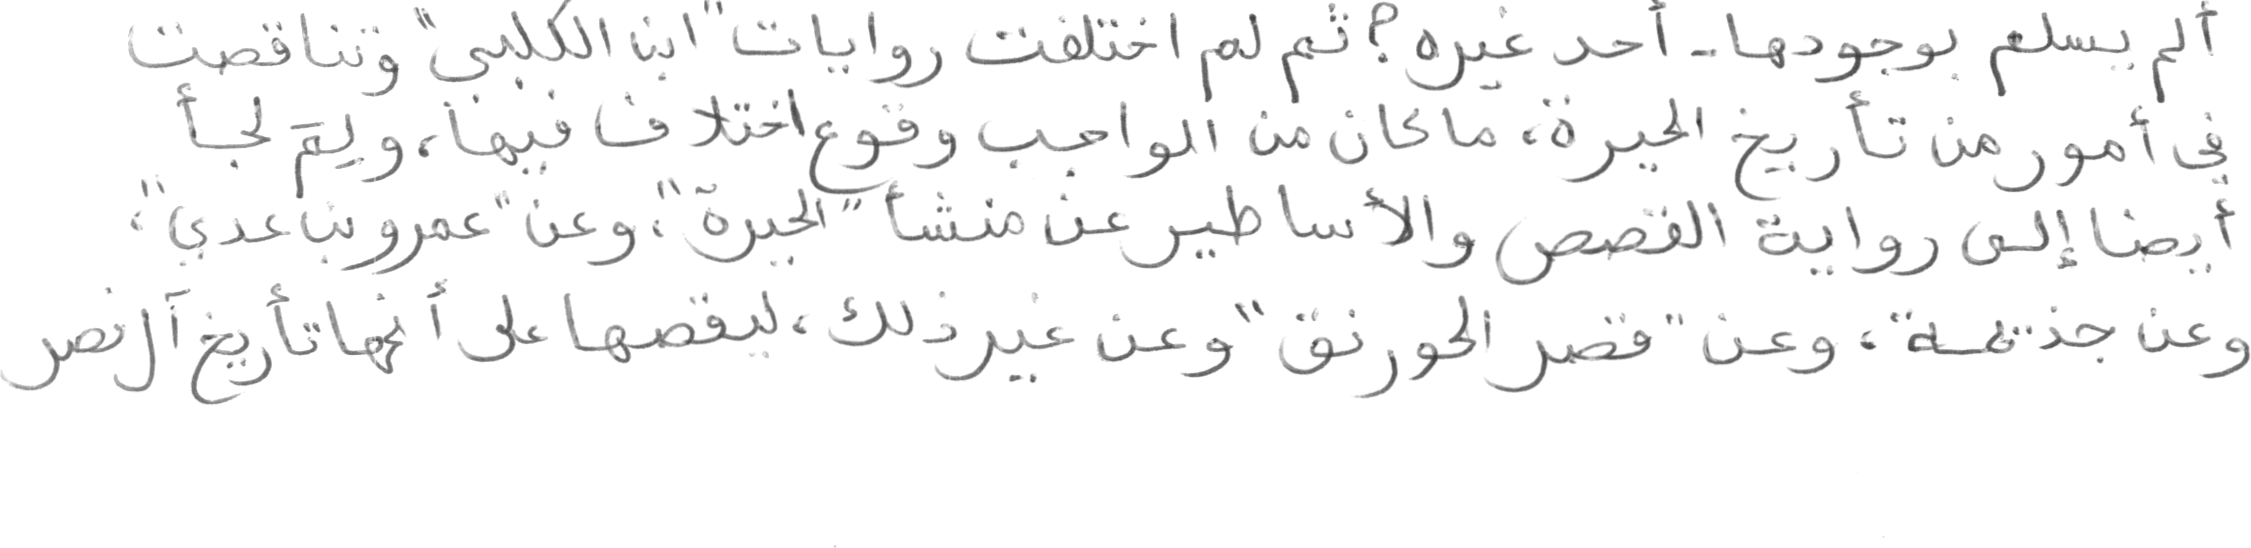 ألم يسلم بوجودها - أحد غيره؟ ثم لم اختلفت روايات "ابن الكلبي" وتناقصت
في أمور من تأريخ الحيرة، ما كان من الواجب وقوع اختلاف فيها، ولِمَ لجأ
أيضا إلى رواية القصص والأساطير عن منشأ "الحيرة"، وعن "عمرو بن عدي"،
وعن جذيمة"، وعن "قصر الخورنق" وعن غير ذلك، ليقصها على أنها تأريخ آل نصر